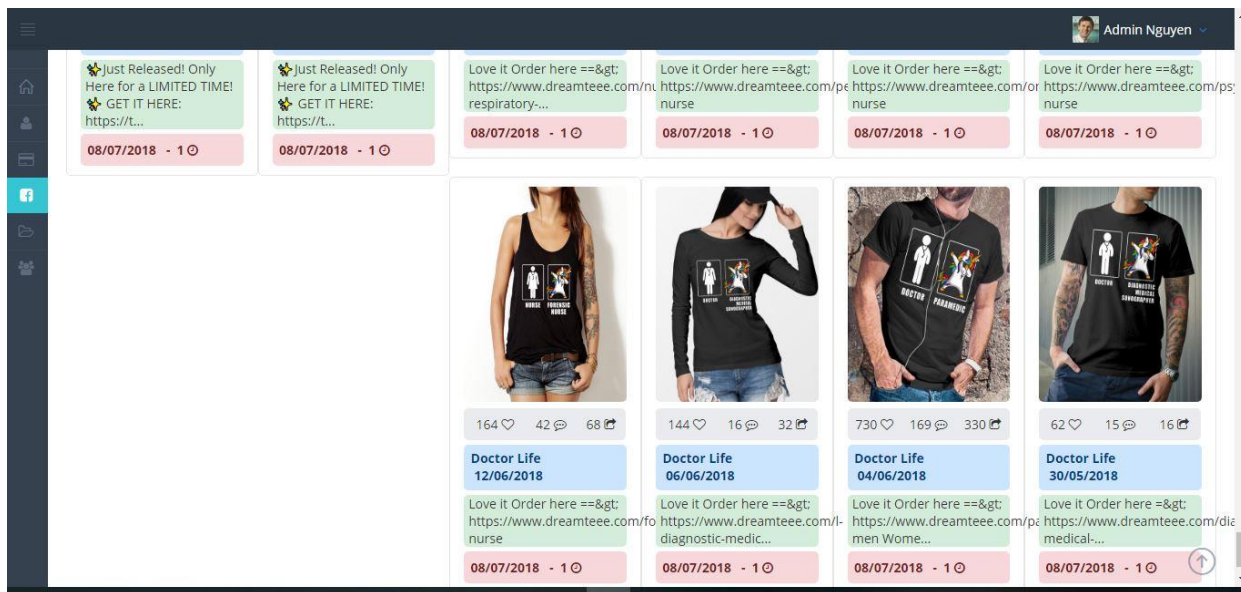 Admin Nguyen
Just Released! Only
Here for a LIMITED TIME!
GET IT HERE:
https://t...
08/07/2018 - 1
Just Released! Only
Here for a LIMITED TIME!
GET IT HERE:
https://t...
08/07/2018 - 1
Love it Order here ==&gt;
https://www.dreamteee.com/nu
respiratory-...
08/07/2018 - 1
Love it Order here ==&gt;
https://www.dreamteee.com/pe
nurse
08/07/2018 - 1
Love it Order here ==&gt;
https://www.dreamteee.com/or
nurse
08/07/2018 - 1
Love it Order here ==&gt;
https://www.dreamteee.com/psy
nurse
08/07/2018 - 1
NURSE FORENSIC
NURSE
164 42 68
Doctor Life
12/06/2018
Love it Order here ==&gt;
https://www.dreamteee.com/fo
nurse
08/07/2018 - 1
DOCTOR DIAGNOSTIC
MEDICAL
SONOGRAPHER
144 16 32
Doctor Life
06/06/2018
Love it Order here ==&gt;
https://www.dreamteee.com/l-
diagnostic-medic...
08/07/2018 - 1
DOCTOR PARAMEDIC
730 169 330
Doctor Life
04/06/2018
Love it Order here ==&gt;
https://www.dreamteee.com/pa
men Wome...
08/07/2018 - 1
DOCTOR DIAGNOSTIC
MEDICAL
SONOGRAPHER
62 15 16
Doctor Life
30/05/2018
Love it Order here =&gt;
https://www.dreamteee.com/dia
medical-...
08/07/2018 - 1